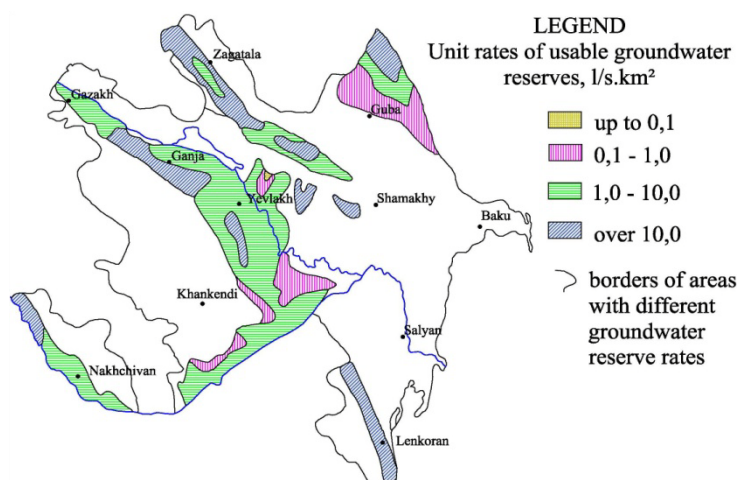 LEGEND
Unit rates of usable groundwater
reserves, l/s.km²
up to 0,1
0,1 - 1,0
1,0 - 10,0
over 10,0
borders of areas
with different
groundwater
reserve rates
Zagatala
Gazakh
Guba
Ganja
Yevlakh
Shamakhy
Baku
Khankendi
Salyan
Nakhchivan
Lenkoran